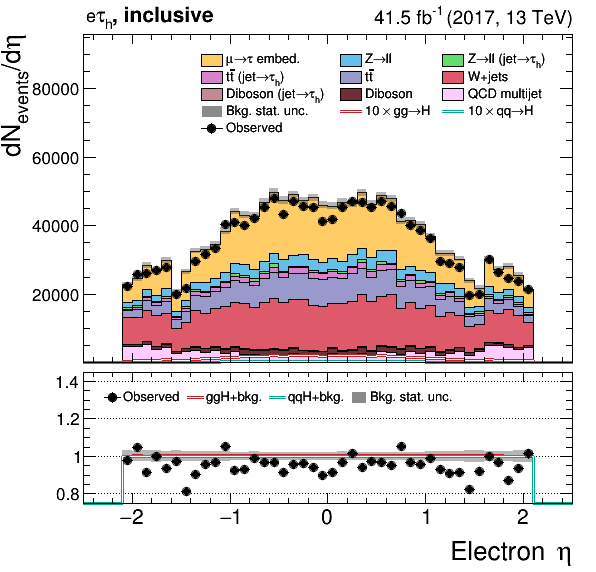 eτh, inclusive 41.5 fb⁻¹ (2017, 13 TeV)
dNevents/dη
80000
60000
40000
20000
μ→τ embed. Z→ll Z→ll (jet→τh)
tt̄ (jet→τh) tt̄ W+jets
Diboson (jet→τh) Diboson QCD multijet
Bkg. stat. unc. 10 × gg→H 10 × qq→H
Observed
1.4
1.2
1
0.8
Observed ggH+bkg. qqH+bkg. Bkg. stat. unc.
−2 −1 0 1 2
Electron η